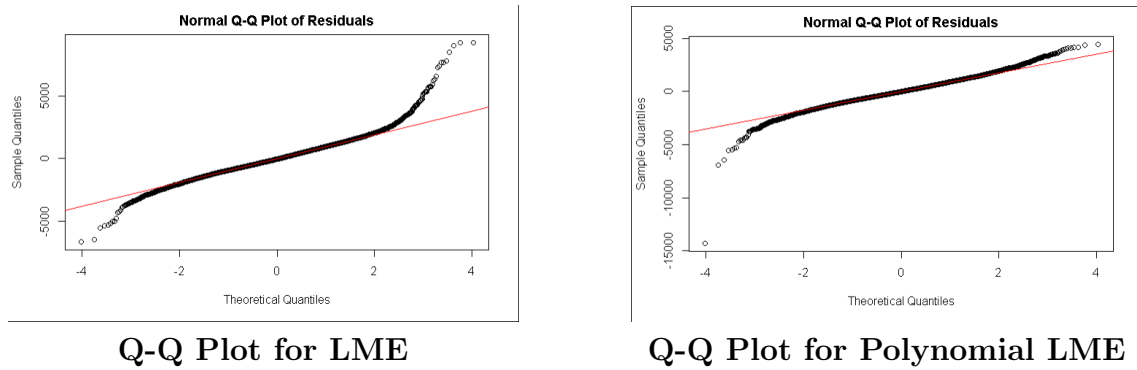 Normal Q-Q Plot of Residuals
Sample Quantiles
5000
0
-5000
-4
-2
0
2
4
Theoretical Quantiles
Q-Q Plot for LME
Normal Q-Q Plot of Residuals
Sample Quantiles
5000
0
-5000
-10000
-15000
-4
-2
0
2
4
Theoretical Quantiles
Q-Q Plot for Polynomial LME